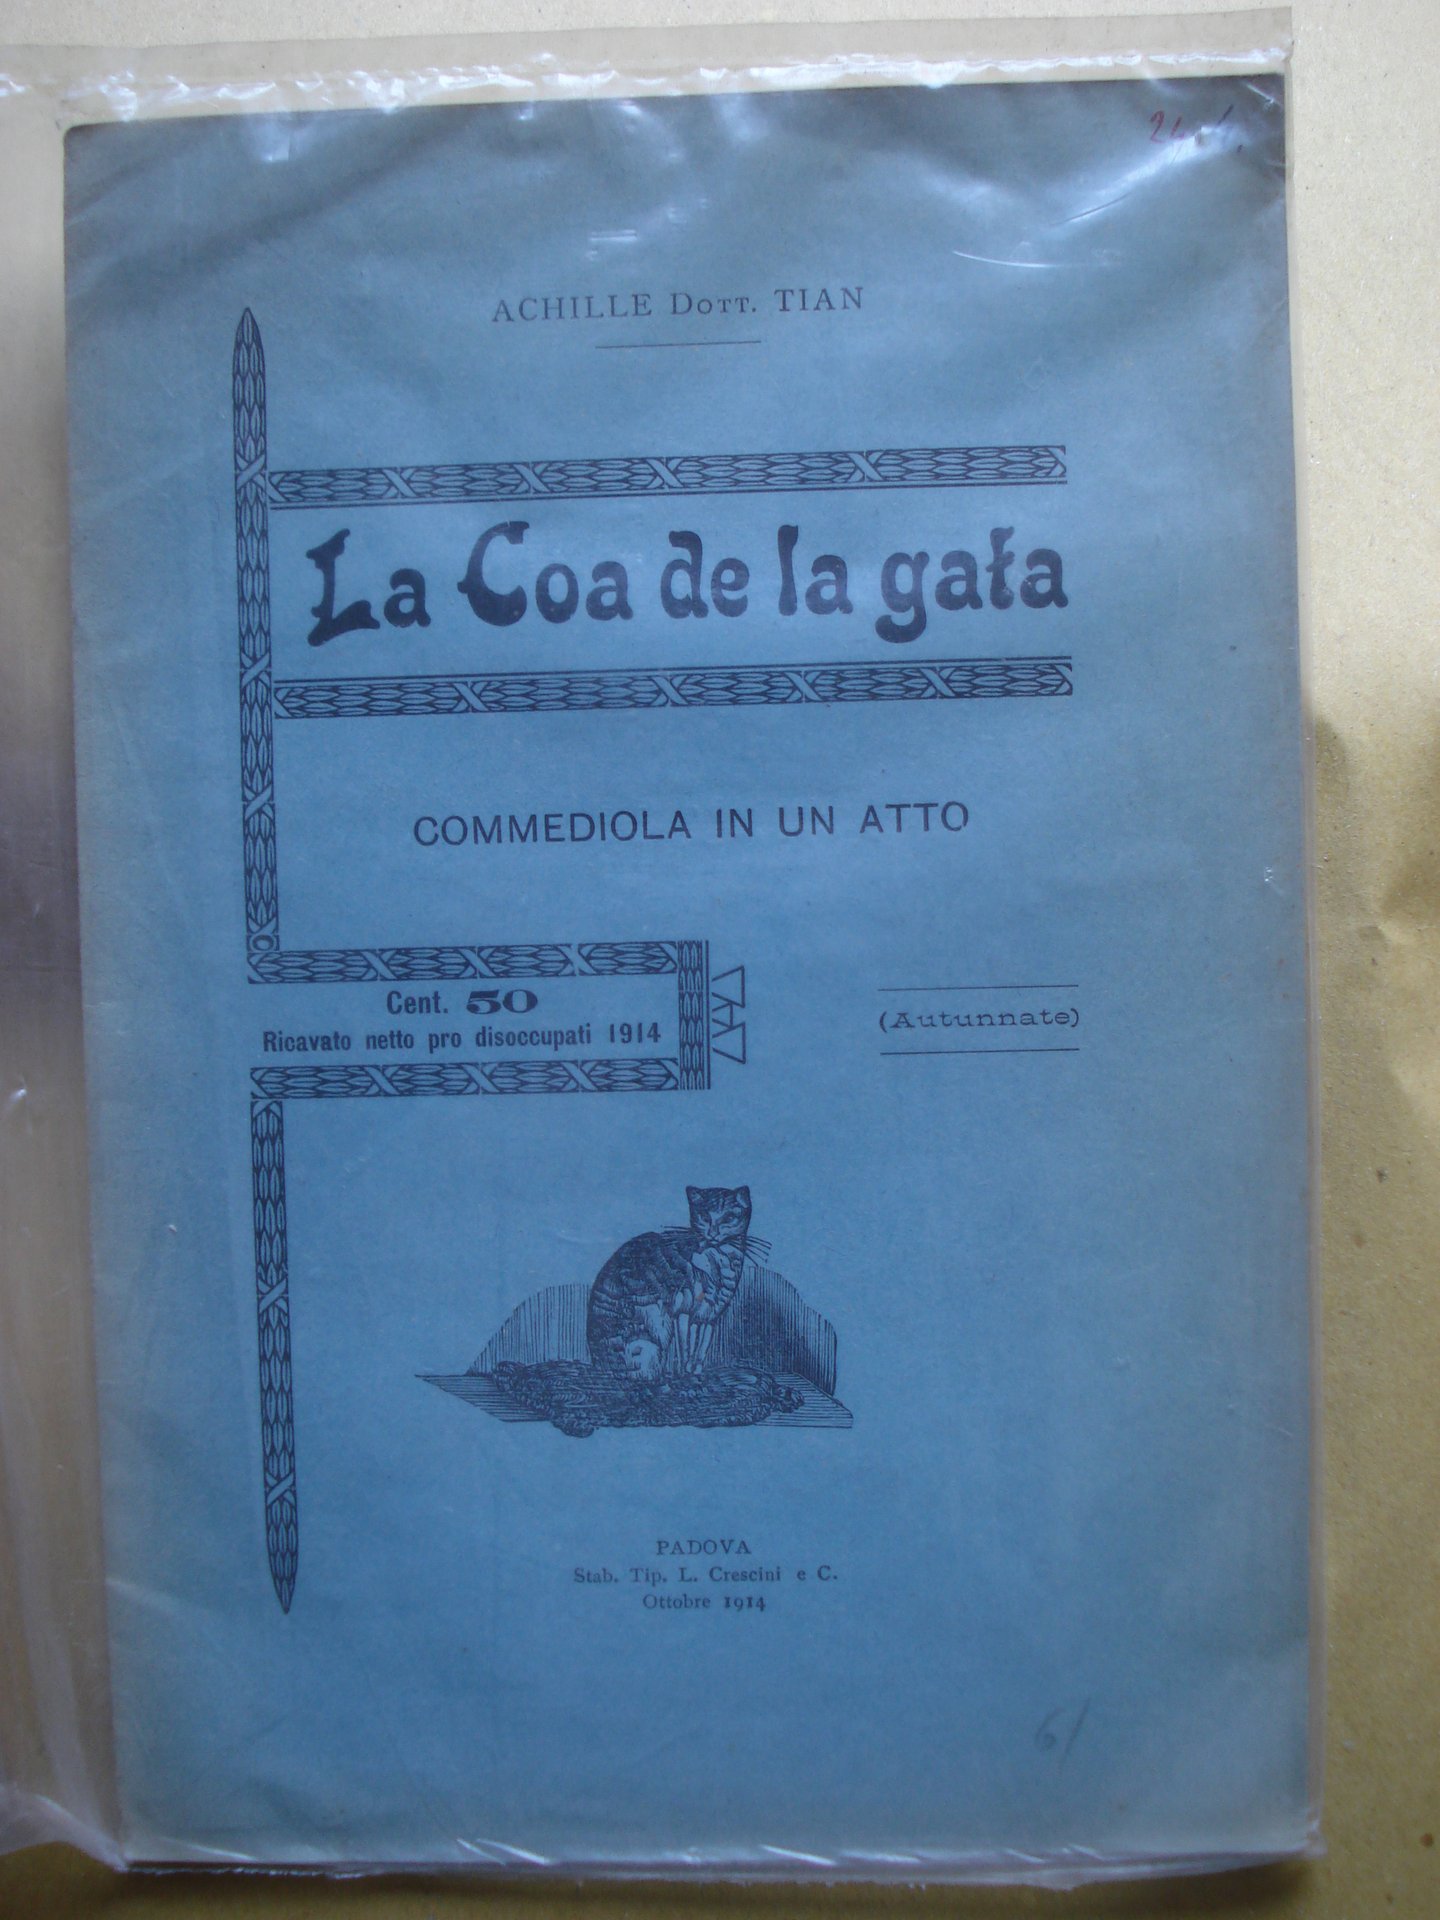 ACHILLE DOTT. TIAN
La Coa de la gata
COMMEDIOLA IN UN ATTO
Cent. 50
Ricavato netto pro disoccupati 1914
(Autunnate)
PADOVA
Stab. Tip. L. Crescini e C.
Ottobre 1914
61